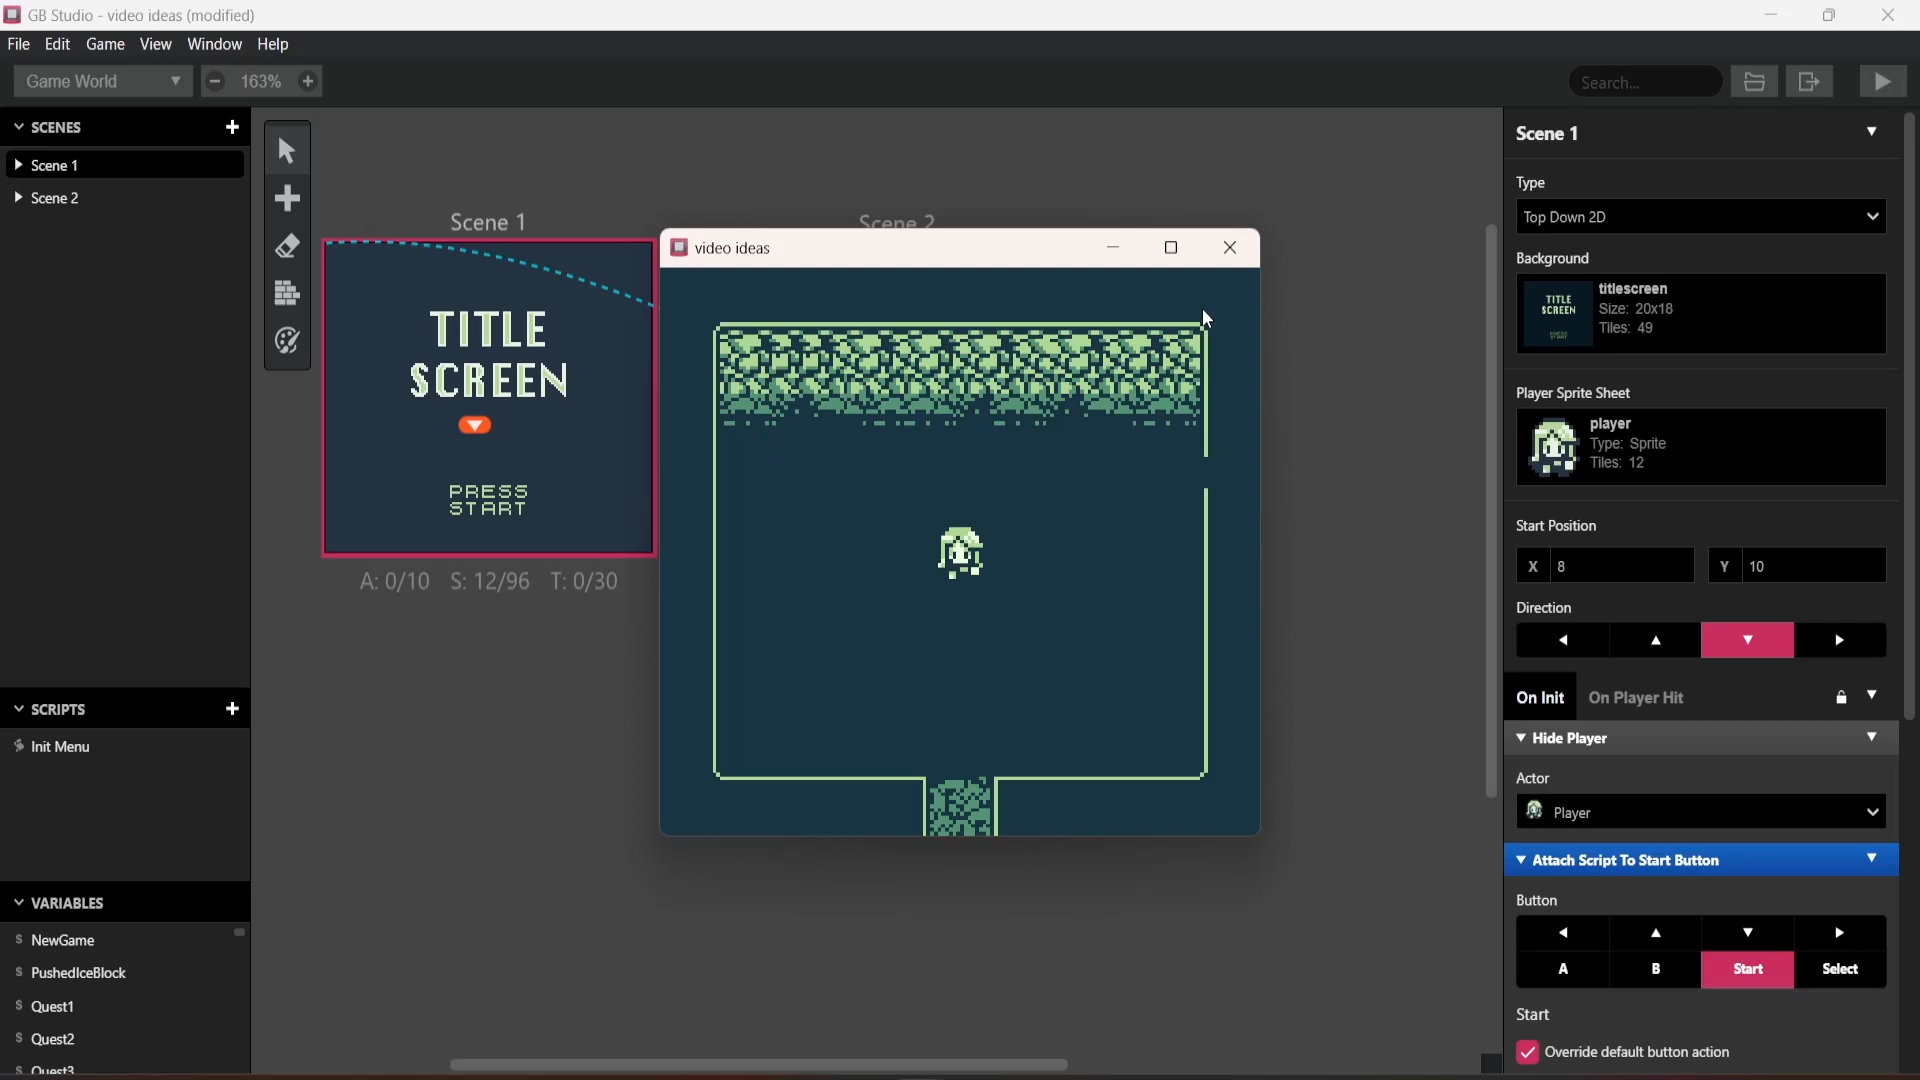 GB Studio - video ideas (modified)
File Edit Game View Window Help
Game World 163% Search...
SCENES
Scene 1
Scene 2
SCRIPTS
Init Menu
VARIABLES
$ NewGame
$ PushedIceBlock
$ Quest1
$ Quest2
$ Quest3
Scene 1
TITLE
SCREEN
PRESS
START
A: 0/10 S: 12/96 T: 0/30
Scene 2
video ideas
Scene 1
Type
Top Down 2D
Background
TITLE
SCREEN
titlescreen
Size: 20x18
Tiles: 49
Player Sprite Sheet
player
Type: Sprite
Tiles: 12
Start Position
X 8 Y 10
Direction
On Init On Player Hit
Hide Player
Actor
Player
Attach Script To Start Button
Button
A B Start Select
Start
Override default button action